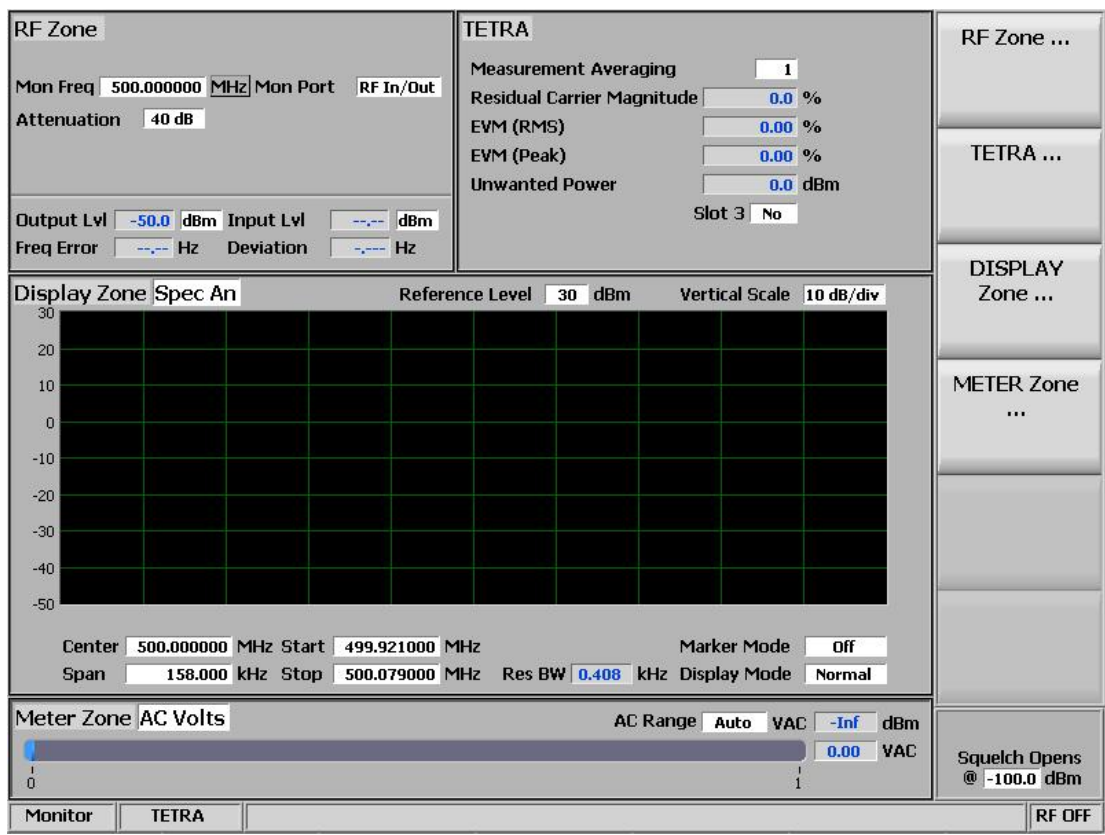 RF Zone
Mon Freq 500.000000 MHz Mon Port RF In/Out
Attenuation 40 dB
Output Lvl -50.0 dBm Input Lvl --.-- dBm
Freq Error --.-- Hz Deviation -.--- Hz
TETRA
Measurement Averaging 1
Residual Carrier Magnitude 0.0 %
EVM (RMS) 0.00 %
EVM (Peak) 0.00 %
Unwanted Power 0.0 dBm
Slot 3 No
Display Zone Spec An Reference Level 30 dBm Vertical Scale 10 dB/div
30
20
10
0
-10
-20
-30
-40
-50
Center 500.000000 MHz Start 499.921000 MHz Marker Mode Off
Span 158.000 kHz Stop 500.079000 MHz Res BW 0.408 kHz Display Mode Normal
Meter Zone AC Volts AC Range Auto VAC -Inf dBm
0.00 VAC
0 1
RF Zone ...
TETRA ...
DISPLAY
Zone ...
METER Zone
...
Squelch Opens
@ -100.0 dBm
Monitor TETRA RF OFF